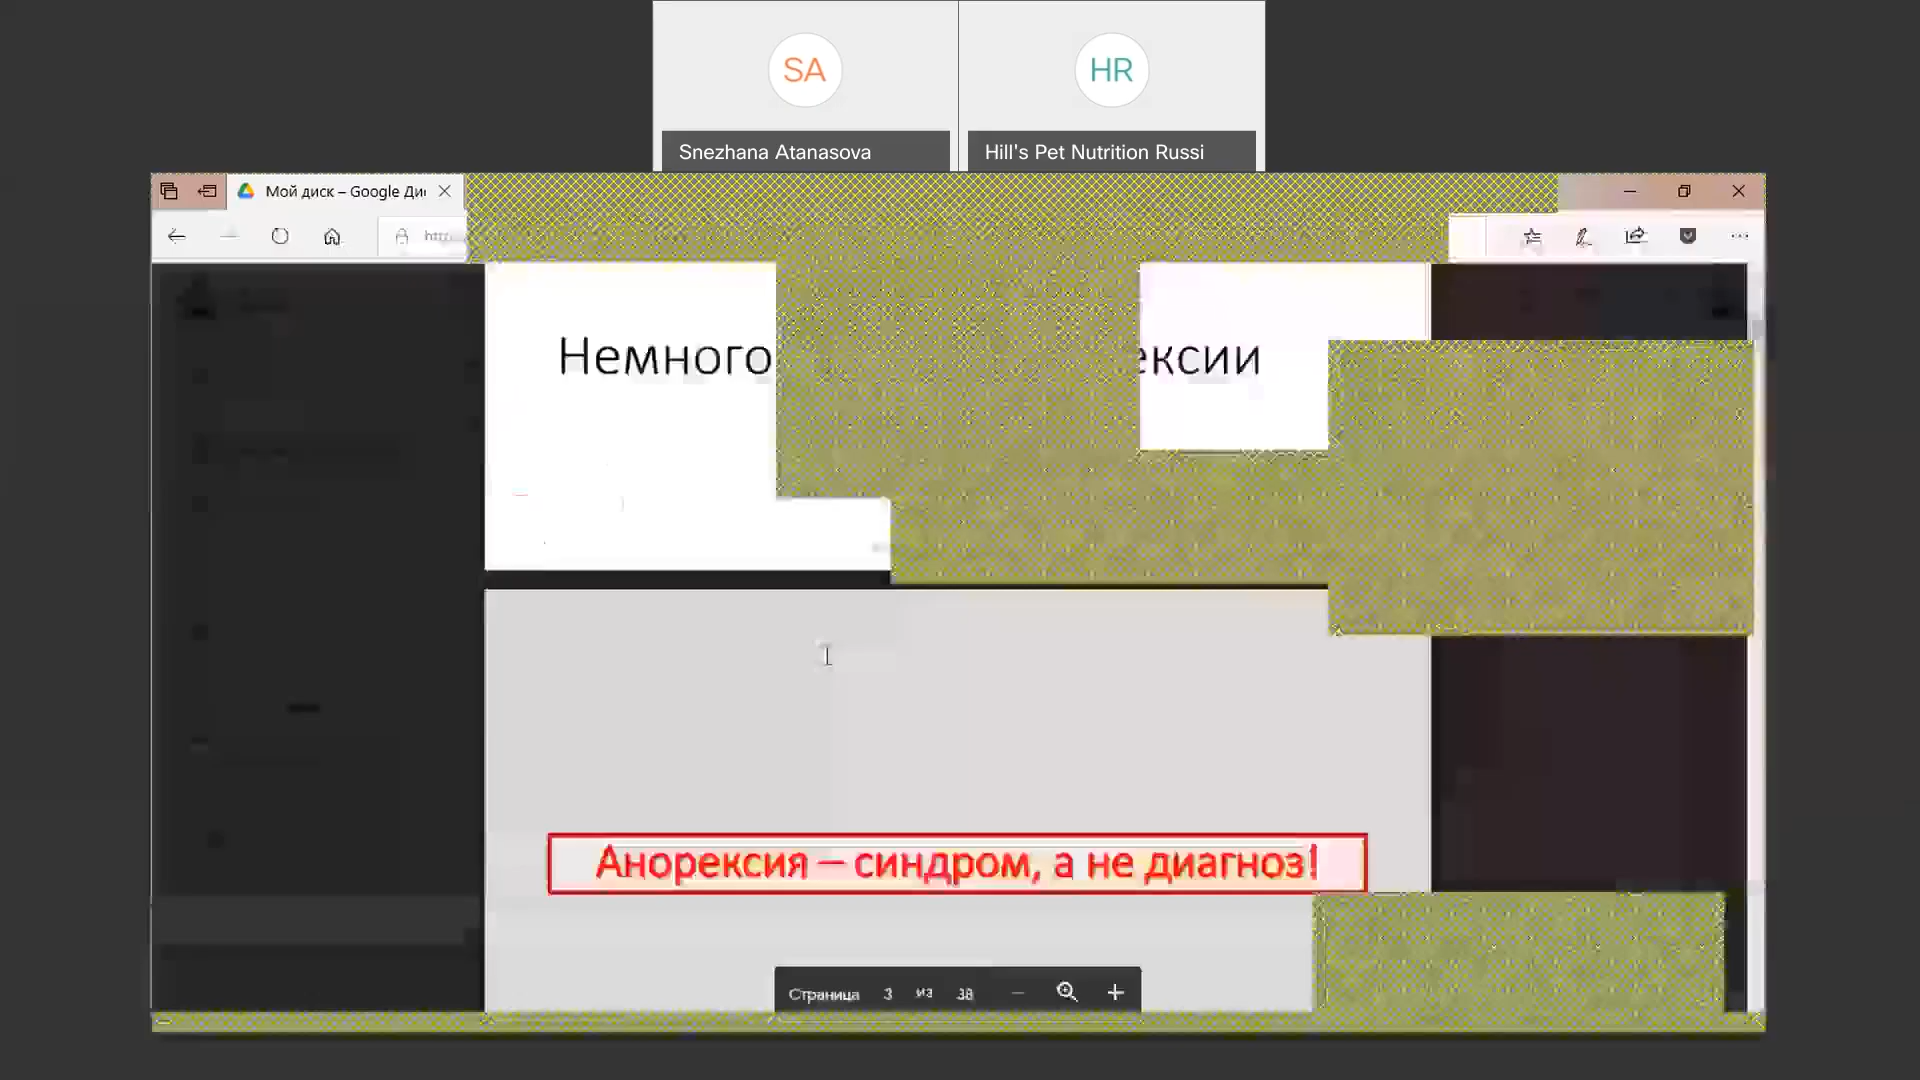 SA
HR
Snezhana Atanasova
Hill's Pet Nutrition Russi
Мой диск – Google Ди
Немного
ексии
Анорексия – синдром, а не диагноз!
Страница 3 из 38